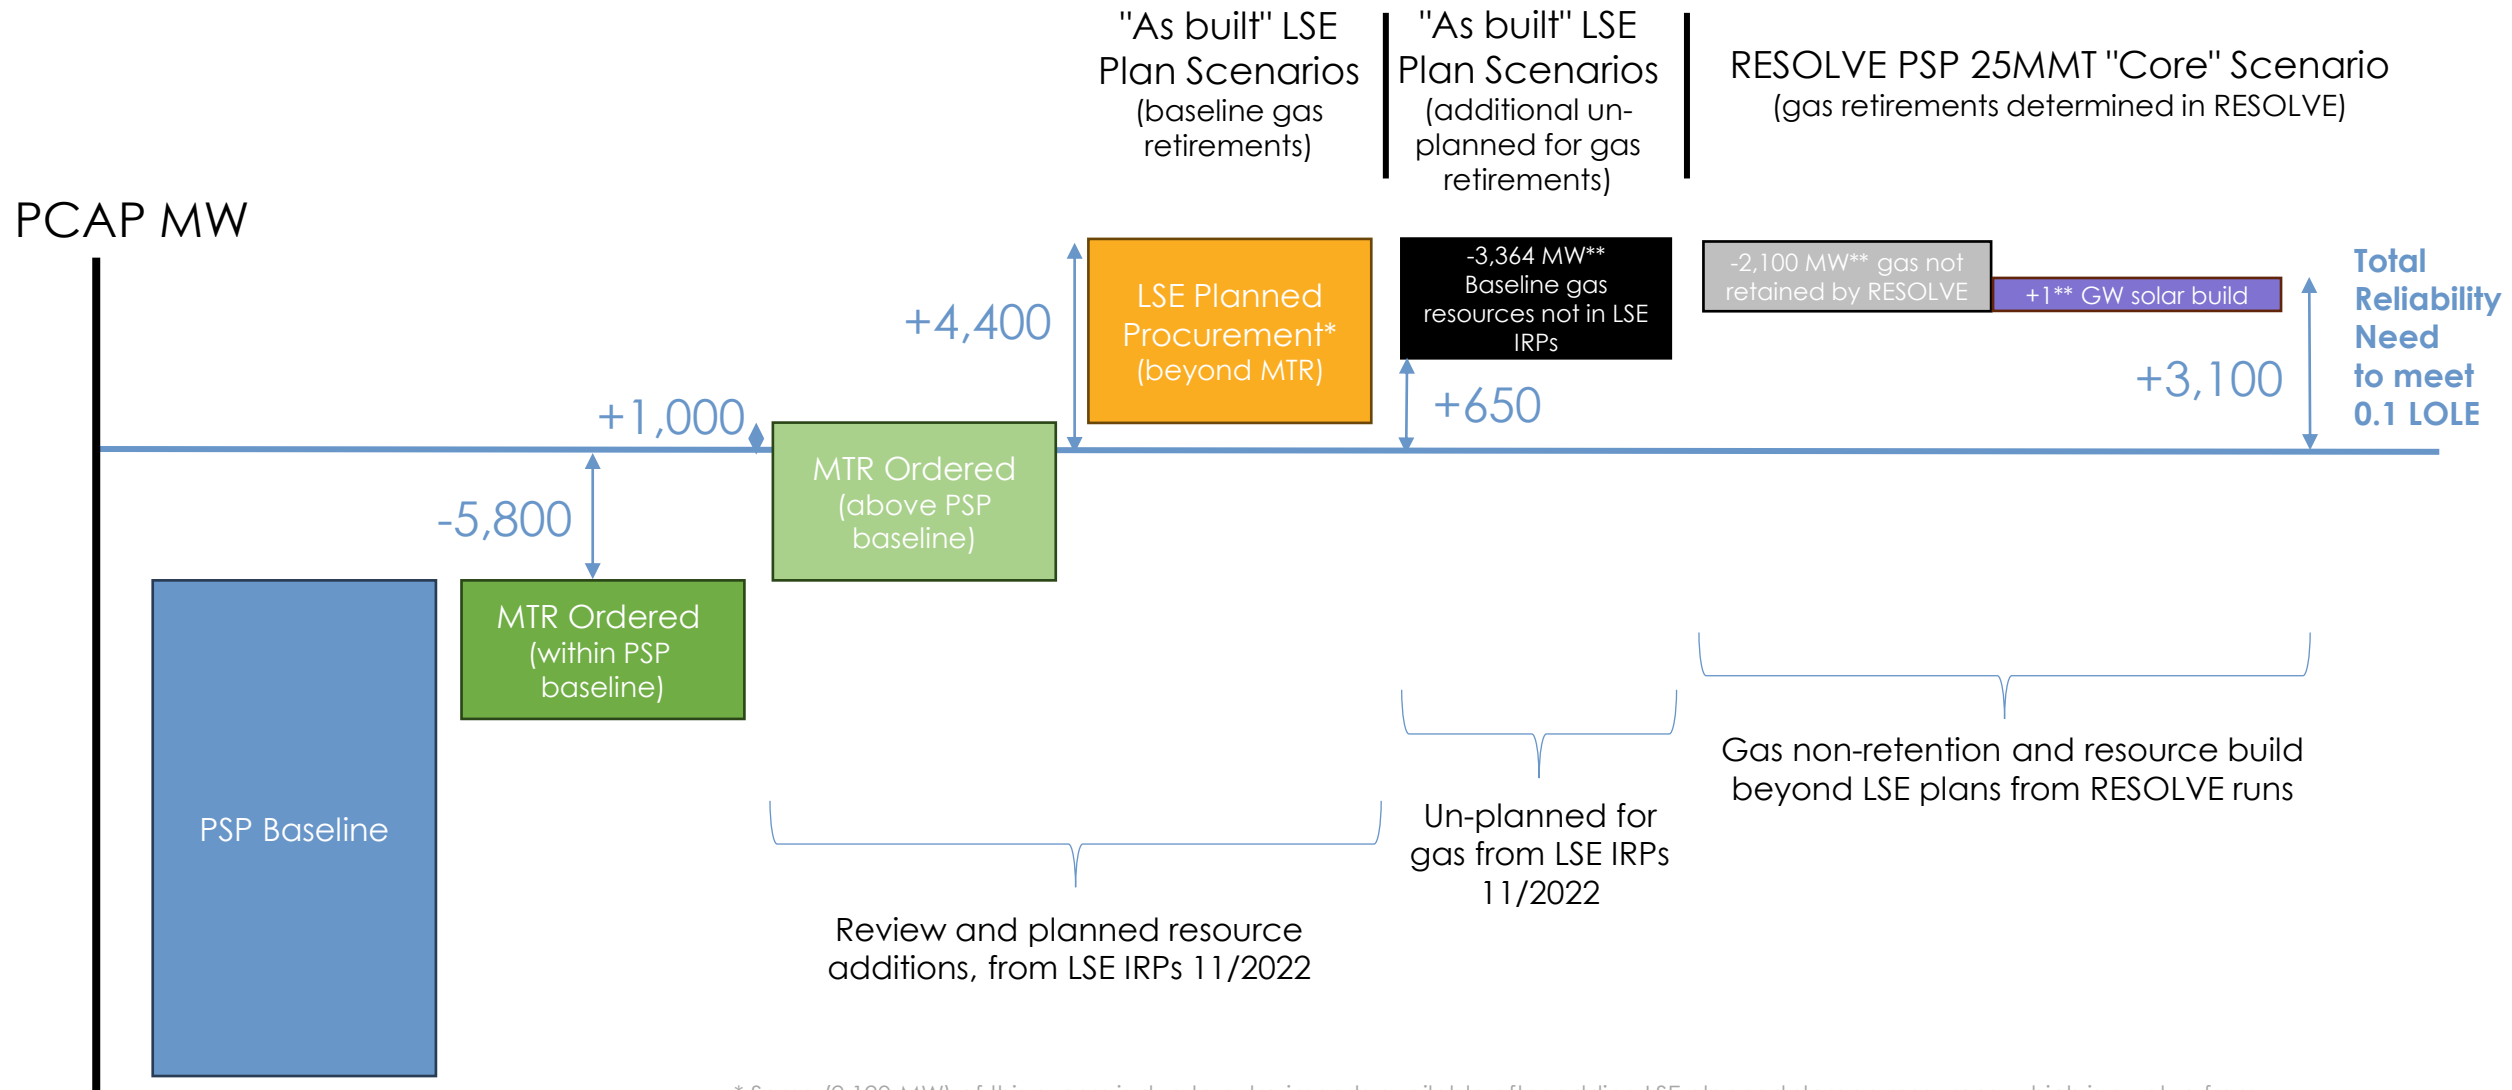 "As built" LSE
Plan Scenarios
(baseline gas
retirements)
"As built" LSE
Plan Scenarios
(additional un-
planned for gas
retirements)
RESOLVE PSP 25MMT "Core" Scenario
(gas retirements determined in RESOLVE)
PCAP MW
+4,400
LSE Planned
Procurement*
(beyond MTR)
-3,364 MW**
Baseline gas
resources not in LSE
IRPs
-2,100 MW** gas not
retained by RESOLVE
+1** GW solar build
Total
Reliability
Need
to meet
0.1 LOLE
+1,000
+650
+3,100
-5,800
MTR Ordered
(above PSP
baseline)
MTR Ordered
(within PSP
baseline)
PSP Baseline
Gas non-retention and resource build
beyond LSE plans from RESOLVE runs
Un-planned for
gas from LSE IRPs
11/2022
Review and planned resource
additions, from LSE IRPs 11/2022